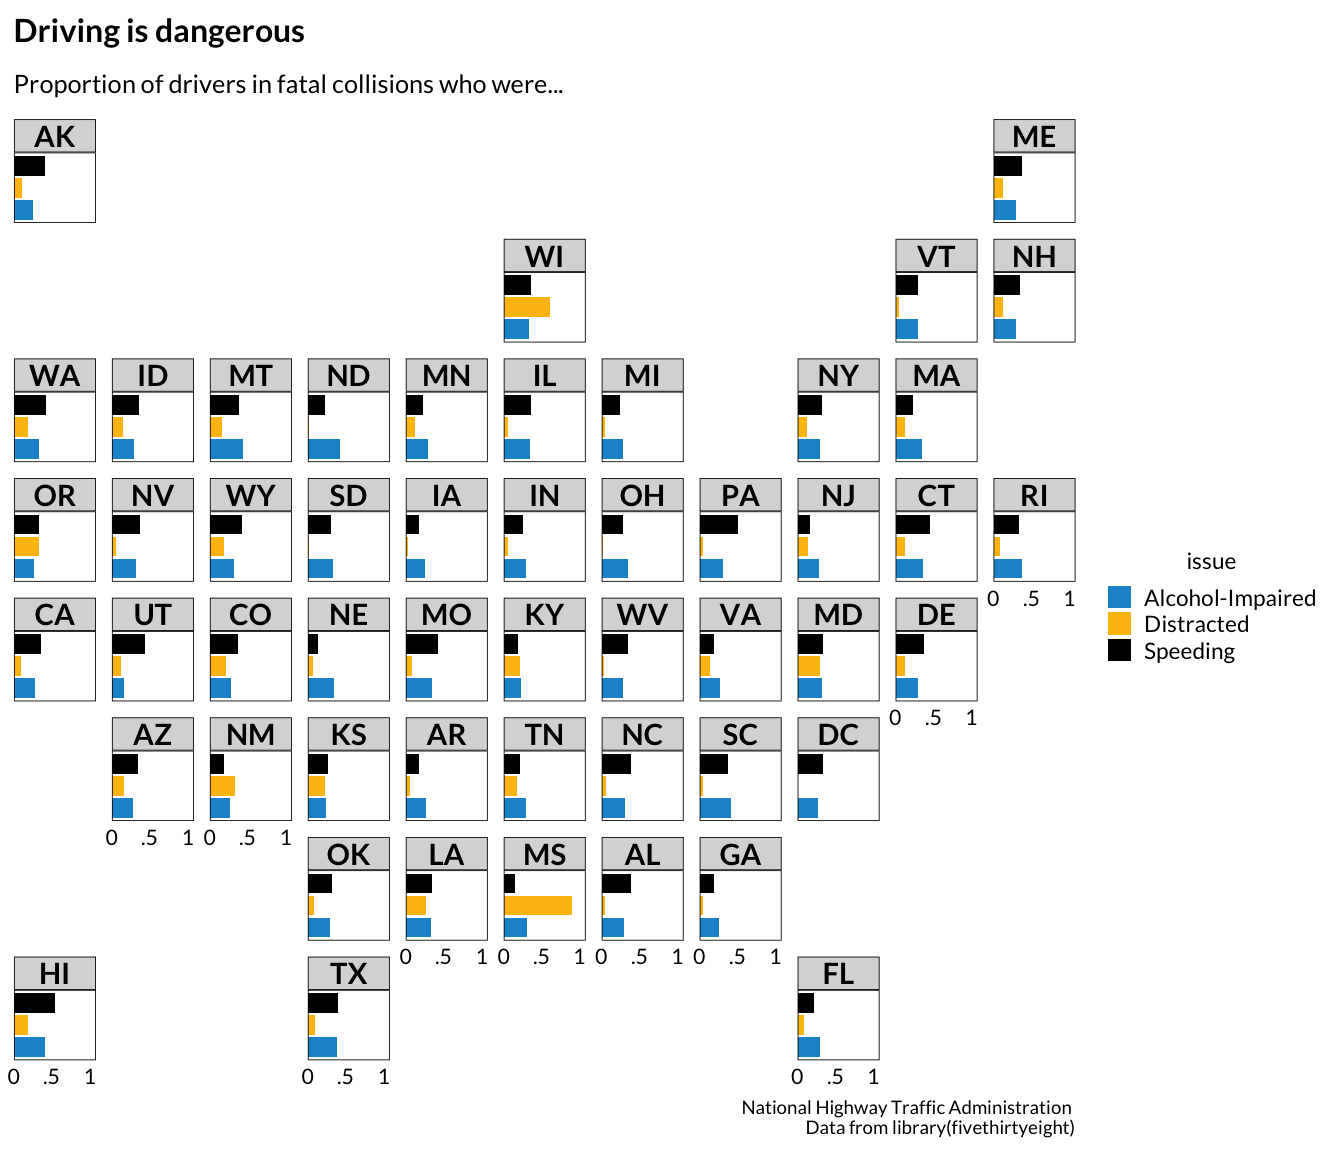 Driving is dangerous
Proportion of drivers in fatal collisions who were...
AK ME
WI VT NH
WA ID MT ND MN IL MI NY MA
OR NV WY SD IA IN OH PA NJ CT RI
issue
Alcohol-Impaired
Distracted
Speeding
0 .5 1
CA UT CO NE MO KY WV VA MD DE
0 .5 1
AZ NM KS AR TN NC SC DC
0 .5 1 0 .5 1
OK LA MS AL GA
0 .5 1 0 .5 1 0 .5 1 0 .5 1
HI TX FL
0 .5 1 0 .5 1 0 .5 1
National Highway Traffic Administration
Data from library(fivethirtyeight)